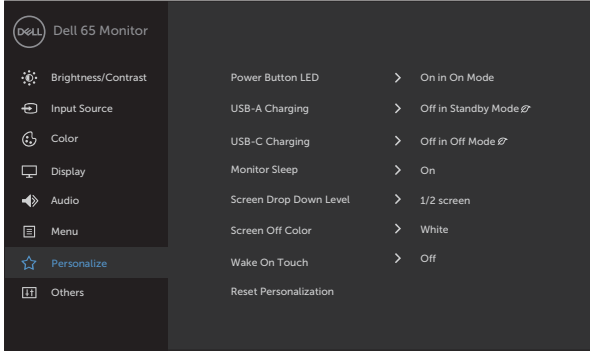 DELL Dell 65 Monitor
Brightness/Contrast Power Button LED On in On Mode
Input Source USB-A Charging Off in Standby Mode
Color USB-C Charging Off in Off Mode
Display Monitor Sleep On
Audio Screen Drop Down Level 1/2 screen
Menu Screen Off Color White
Personalize Wake On Touch Off
Others Reset Personalization